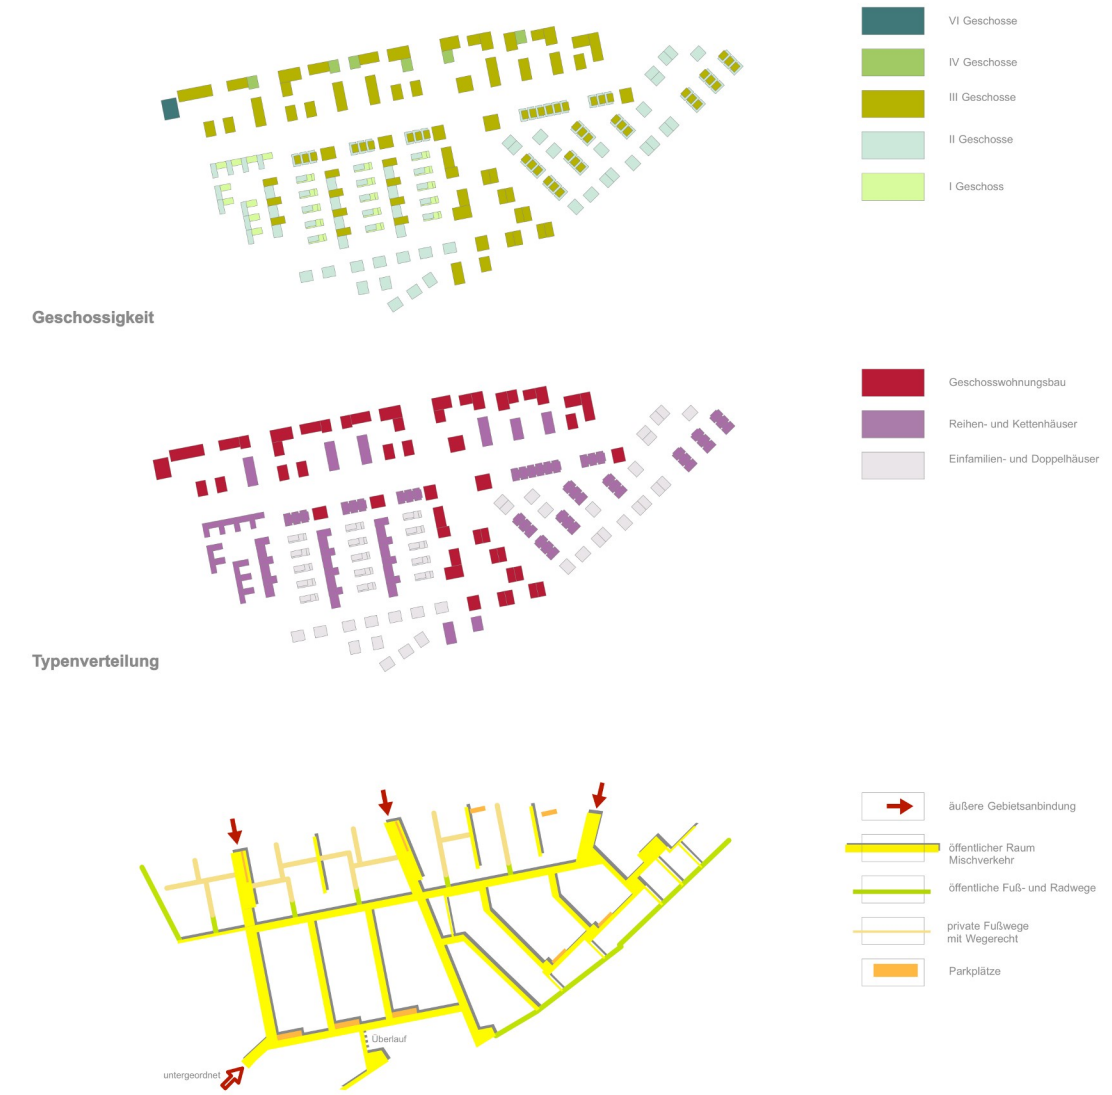 VI Geschosse
IV Geschosse
III Geschosse
II Geschosse
I Geschoss
Geschossigkeit
Geschosswohnungsbau
Reihen- und Kettenhäuser
Einfamilien- und Doppelhäuser
Typenverteilung
äußere Gebietsanbindung
öffentlicher Raum
Mischverkehr
öffentliche Fuß- und Radwege
private Fußwege
mit Wegerecht
Parkplätze
Überlauf
untergeordnet